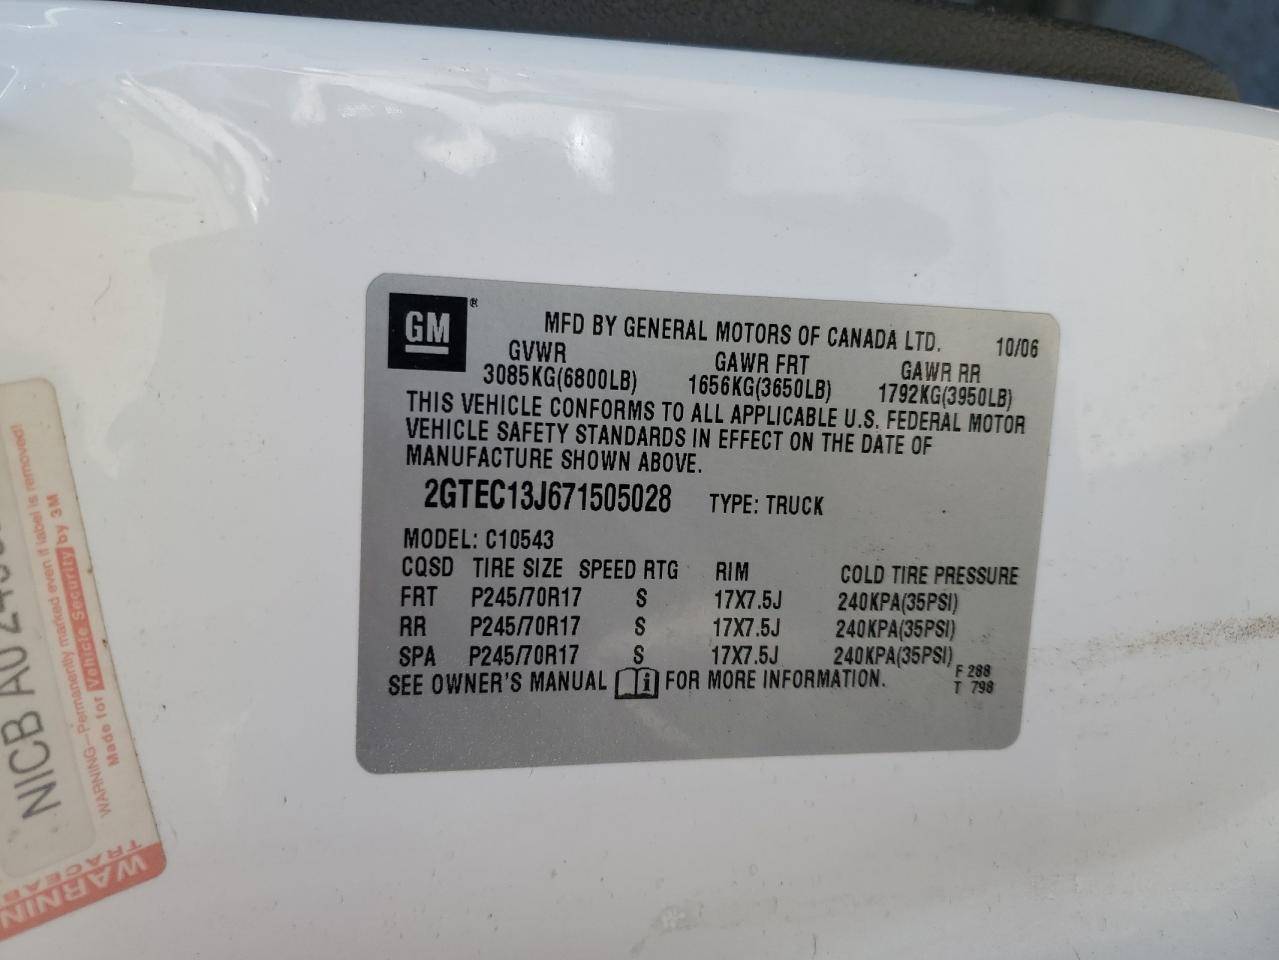 GM ®
MFD BY GENERAL MOTORS OF CANADA LTD. 10/06
GVWR GAWR FRT GAWR RR
3085KG(6800LB) 1656KG(3650LB) 1792KG(3950LB)
THIS VEHICLE CONFORMS TO ALL APPLICABLE U.S. FEDERAL MOTOR
VEHICLE SAFETY STANDARDS IN EFFECT ON THE DATE OF
MANUFACTURE SHOWN ABOVE.
2GTEC13J671505028 TYPE: TRUCK
MODEL: C10543
CQSD TIRE SIZE SPEED RTG RIM COLD TIRE PRESSURE
FRT P245/70R17 S 17X7.5J 240KPA(35PSI)
RR P245/70R17 S 17X7.5J 240KPA(35PSI)
SPA P245/70R17 S 17X7.5J 240KPA(35PSI)
SEE OWNER'S MANUAL i FOR MORE INFORMATION.
F 288
T 798
NICB AU
WARNING—Permanently marked even if label is removed!
Made for Vehicle Security by 3M